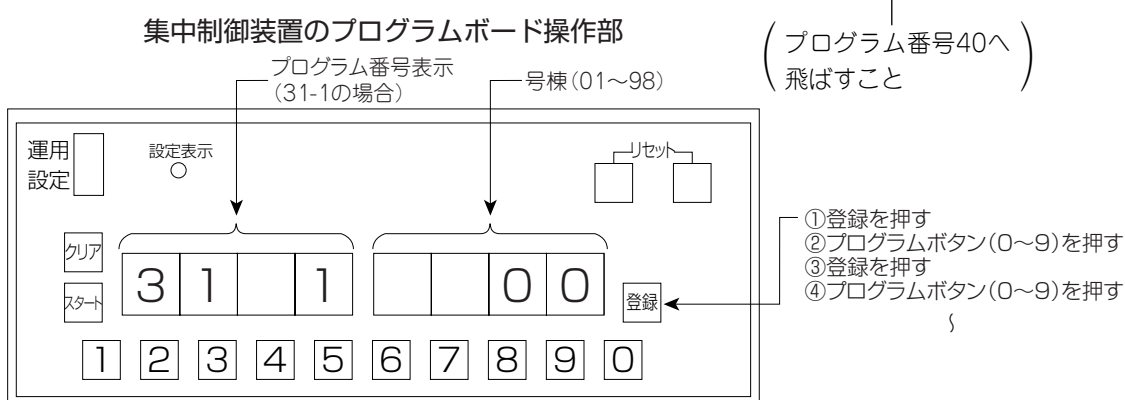 集中制御装置のプログラムボード操作部
プログラム番号40へ
飛ばすこと
プログラム番号表示
(31-1の場合)
号棟(01〜98)
運用
設定
設定表示
リセット
クリア
スタート
3 1 1 0 0
登録
①登録を押す
②プログラムボタン(0〜9)を押す
③登録を押す
④プログラムボタン(0〜9)を押す
〜
1 2 3 4 5 6 7 8 9 0